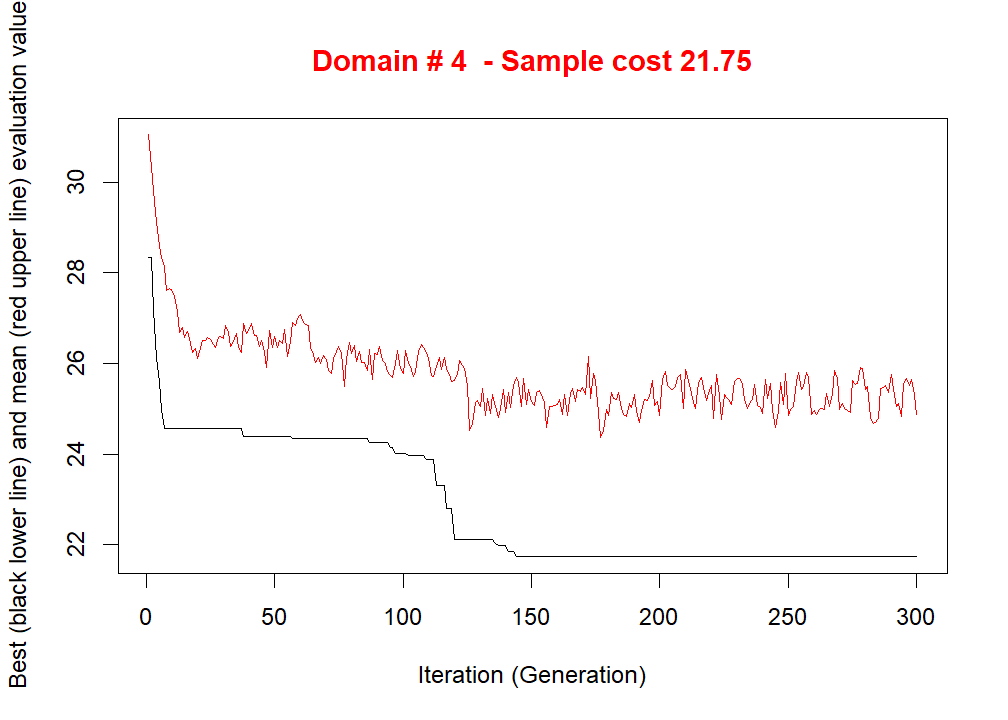 Domain # 4  - Sample cost 21.75
Best (black lower line) and mean (red upper line) evaluation value
30
28
26
24
22
0 50 100 150 200 250 300
Iteration (Generation)